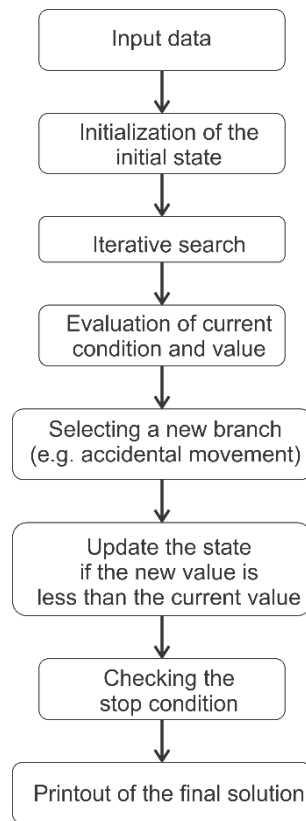 Input data
Initialization of the
initial state
Iterative search
Evaluation of current
condition and value
Selecting a new branch
(e.g. accidental movement)
Update the state
if the new value is
less than the current value
Checking the
stop condition
Printout of the final solution